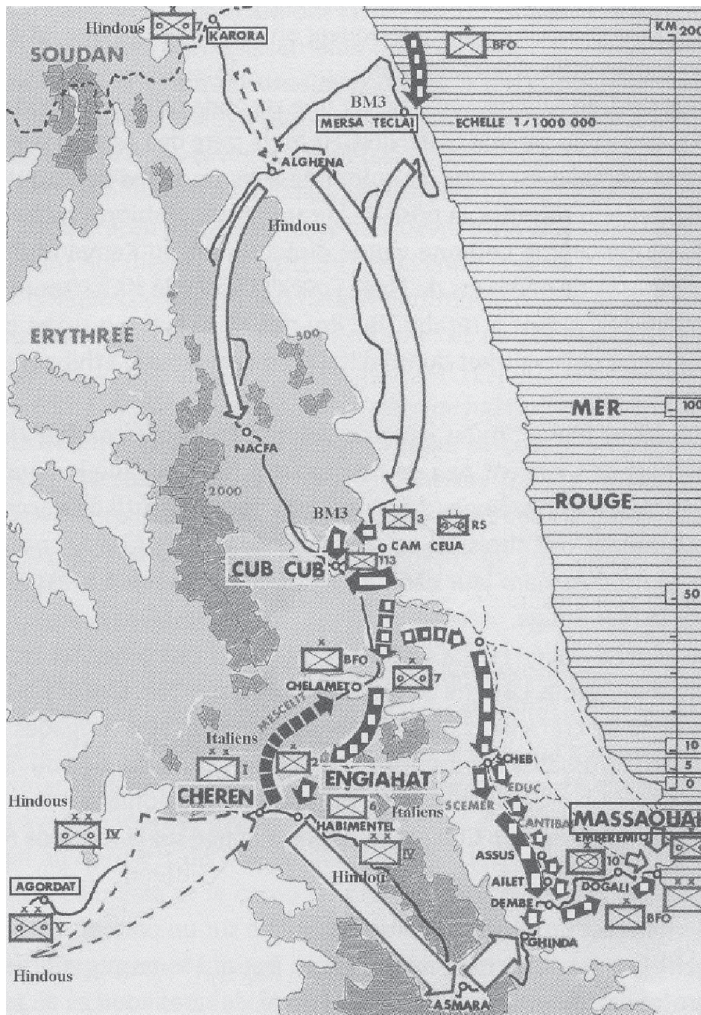 Hindous
7
KARORA
x
BFO
KM
200
SOUDAN
BM3
MERSA TECLAI
ECHELLE 1/1000 000
ALGHENA
Hindous
ERYTHREE
500
100
MER
NACFA
2000
ROUGE
BM3
3
RS
CAM CEUA
CUB CUB
113
50
x
BFO
7
CHELAMET
MESCELIT
Italiens
x x
I
2
CHEREN
ENGIAHAT
10
5
0
SCHEB
EDUC
SCEMER
Hindous
x x
IV
6
Italiens
HABIMENTEL
CANTIBA
MASSAOUAH
EMBEREMIO
x x
IV
Hindou
ASSUS
10
AGORDAT
AILET
DOGALI
x x
V
DEMBE
x
BFO
Hindous
GHINDA
ASMARA